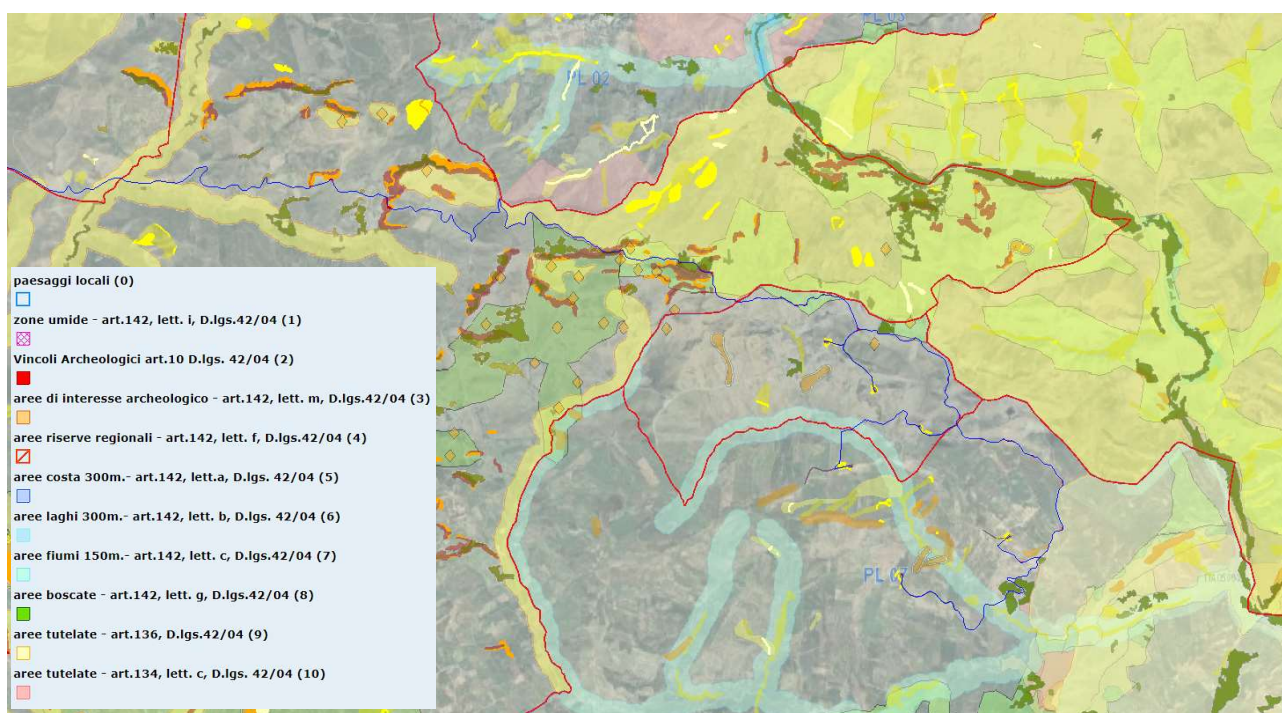 PL 03
PL 02
paesaggi locali (0)
zone umide - art.142, lett. i, D.lgs.42/04 (1)
Vincoli Archeologici art.10 D.lgs. 42/04 (2)
aree di interesse archeologico - art.142, lett. m, D.lgs.42/04 (3)
aree riserve regionali - art.142, lett. f, D.lgs.42/04 (4)
aree costa 300m.- art.142, lett.a, D.lgs. 42/04 (5)
aree laghi 300m.- art.142, lett. b, D.lgs. 42/04 (6)
aree fiumi 150m.- art.142, lett. c, D.lgs.42/04 (7)
aree boscate - art.142, lett. g, D.lgs.42/04 (8)
aree tutelate - art.136, D.lgs.42/04 (9)
aree tutelate - art.134, lett. c, D.lgs. 42/04 (10)
PL 07